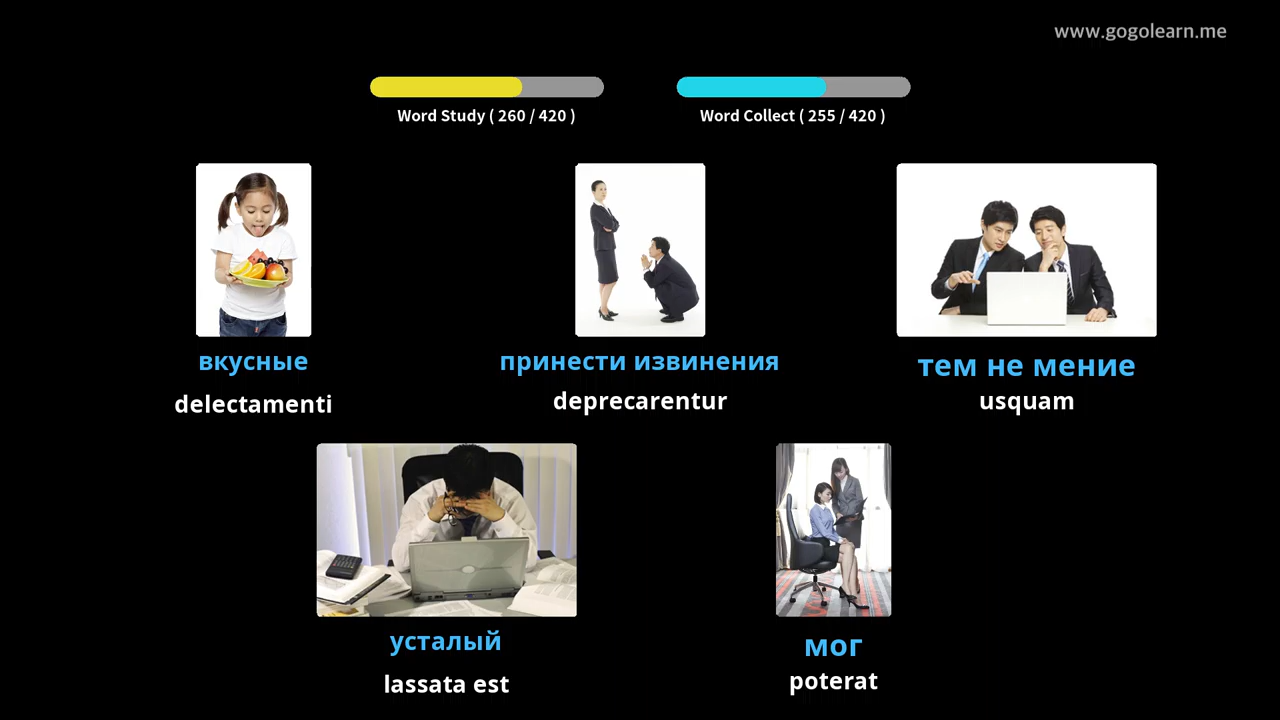 www.gogolearn.me
Word Study ( 260 / 420 )
Word Collect ( 255 / 420 )
вкусные
delectamenti
принести извинения
deprecarentur
тем не мение
usquam
усталый
lassata est
мог
poterat